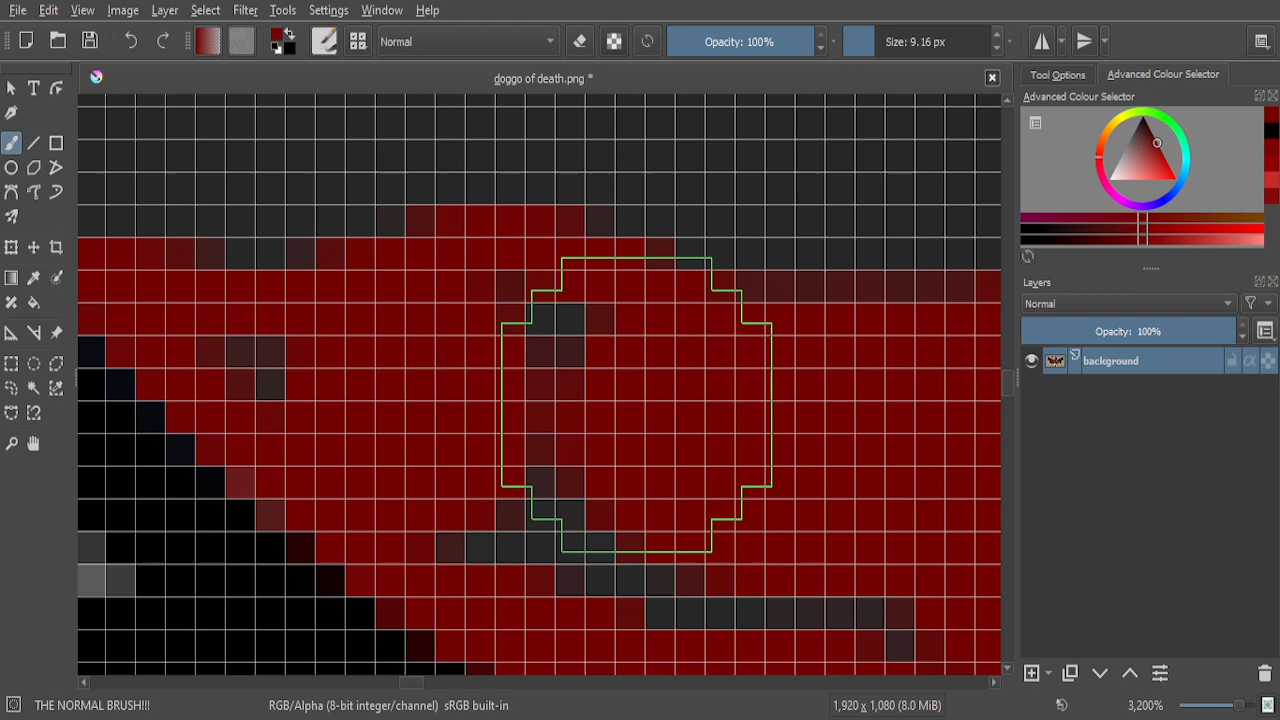 File Edit View Image Layer Select Filter Tools Settings Window Help
Normal
Opacity: 100%
Size: 9.16 px
doggo of death.png *
Tool Options
Advanced Colour Selector
Advanced Colour Selector
Layers
Normal
Opacity: 100%
background
THE NORMAL BRUSH!!!
RGB/Alpha (8-bit integer/channel) sRGB built-in
1,920 x 1,080 (8.0 MiB)
3,200%